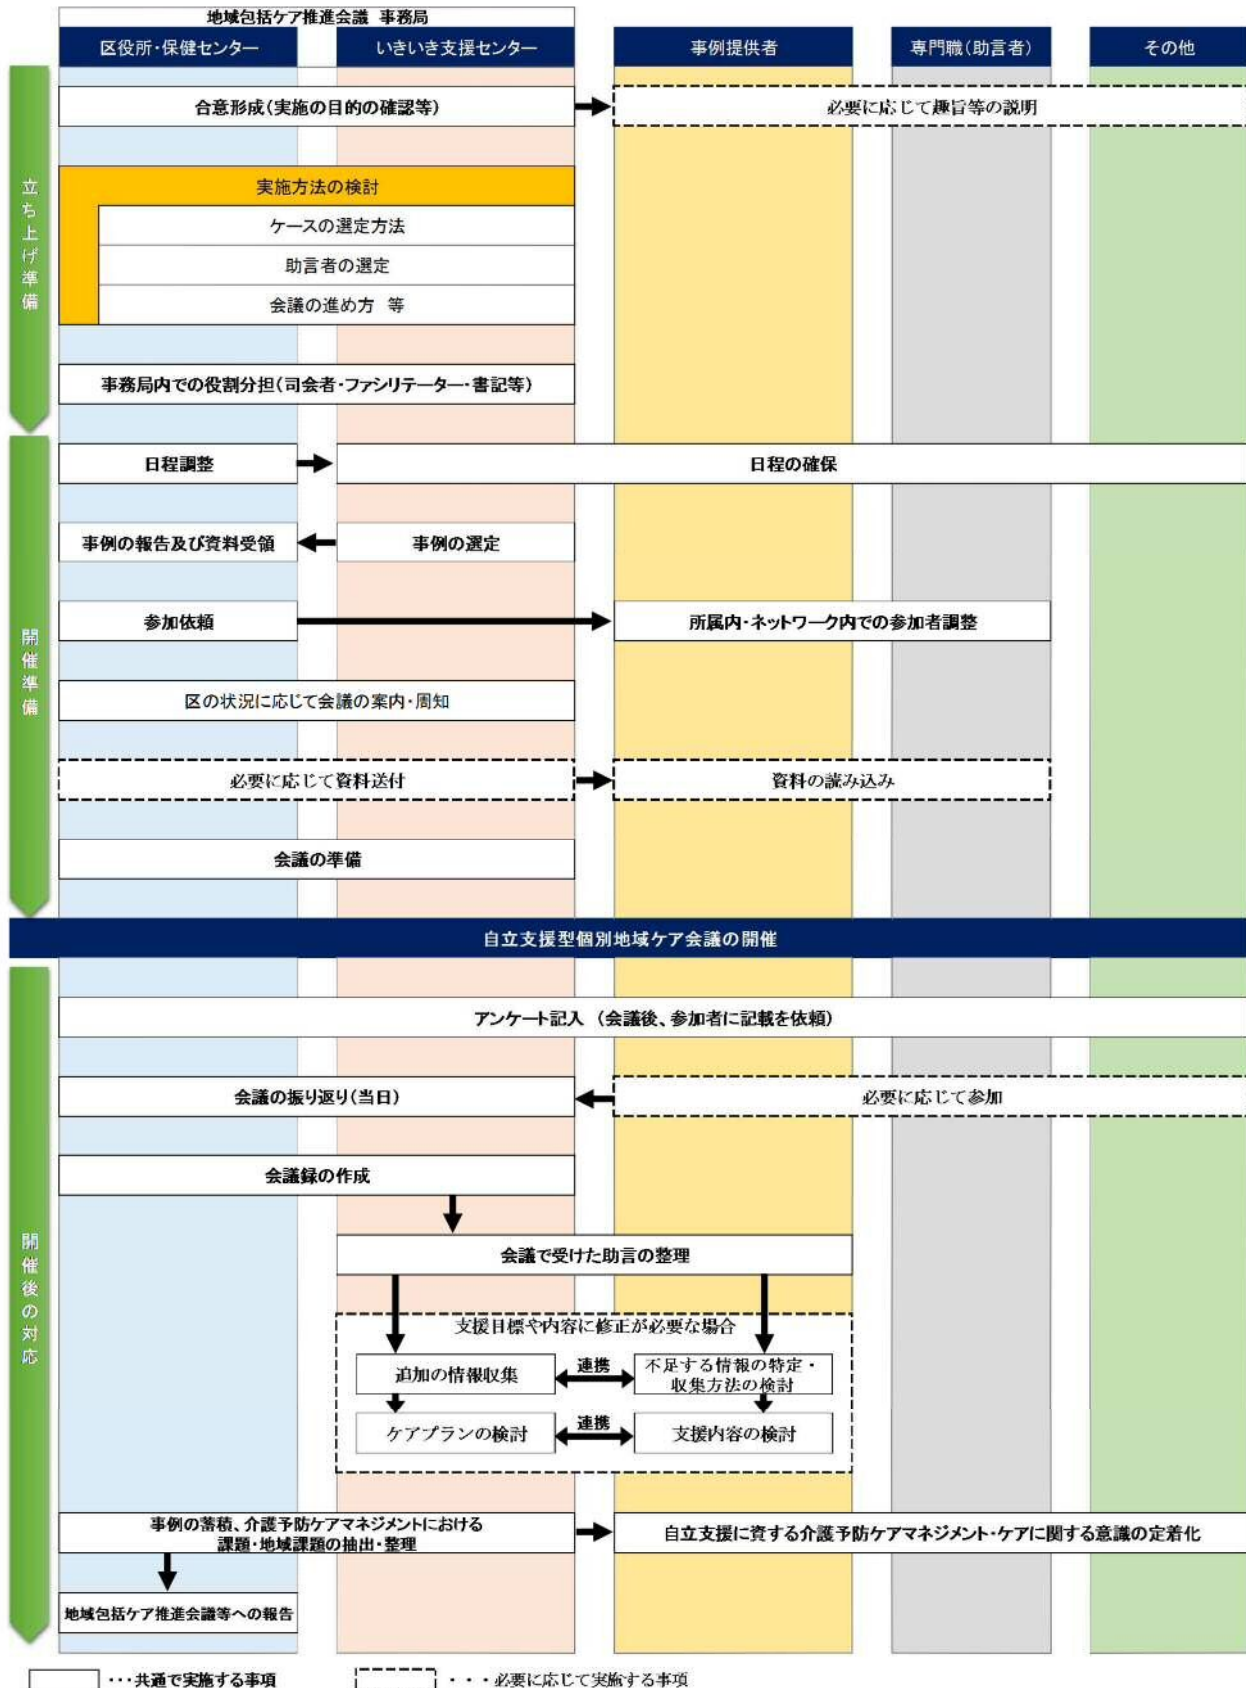 地域包括ケア推進会議 事務局
区役所・保健センター
いきいき支援センター
事例提供者
専門職(助言者)
その他
立ち上げ準備
合意形成(実施の目的の確認等)
必要に応じて趣旨等の説明
実施方法の検討
ケースの選定方法
助言者の選定
会議の進め方 等
事務局内での役割分担(司会者・ファシリテーター・書記等)
開催準備
日程調整
日程の確保
事例の報告及び資料受領
事例の選定
参加依頼
所属内・ネットワーク内での参加者調整
区の状況に応じて会議の案内・周知
必要に応じて資料送付
資料の読み込み
会議の準備
自立支援型個別地域ケア会議の開催
開催後の対応
アンケート記入 (会議後、参加者に記載を依頼)
会議の振り返り(当日)
必要に応じて参加
会議録の作成
会議で受けた助言の整理
支援目標や内容に修正が必要な場合
追加の情報収集
連携
不足する情報の特定・
収集方法の検討
ケアプランの検討
連携
支援内容の検討
事例の蓄積、介護予防ケアマネジメントにおける
課題・地域課題の抽出・整理
自立支援に資する介護予防ケアマネジメント・ケアに関する意識の定着化
地域包括ケア推進会議等への報告
・・・共通で実施する事項
・・・必要に応じて実施する事項